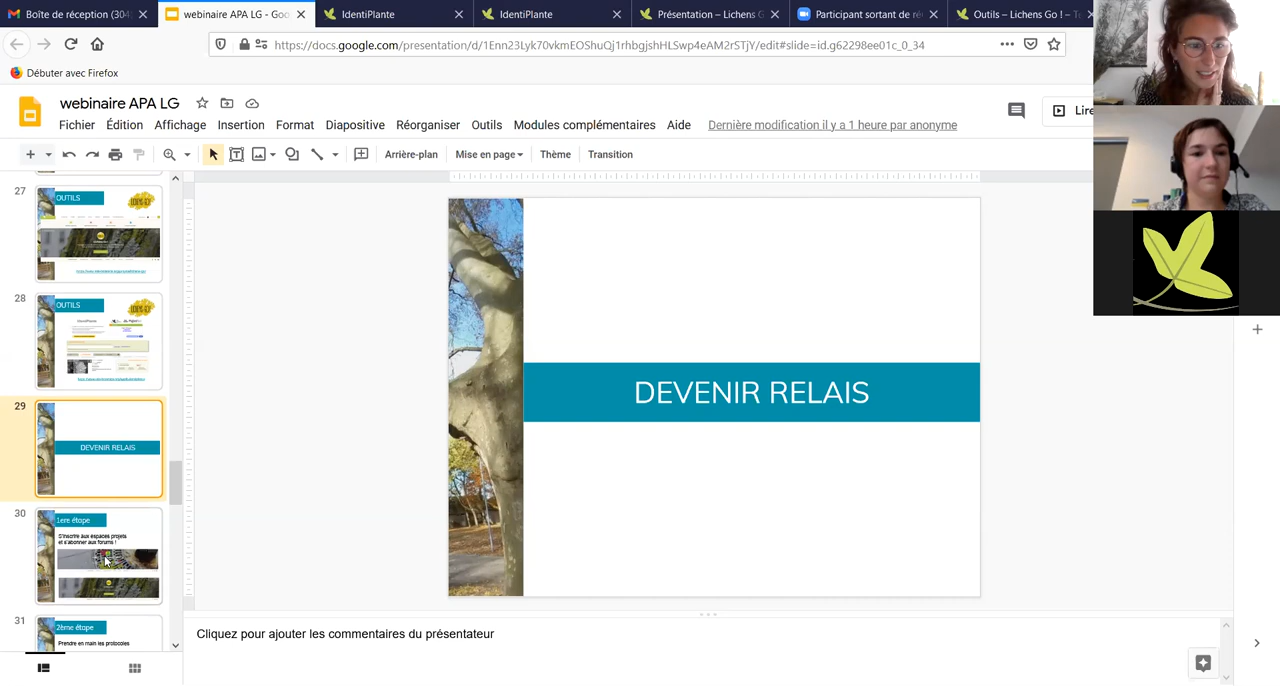 Boîte de réception (304
webinaire APA LG - Goo
IdentiPlante
IdentiPlante
Présentation – Lichens G
Participant sortant de ré
Outils – Lichens Go ! – Te
https://docs.google.com/presentation/d/1Enn23Lyk70vkmEOShuQj1rhbgjshHLSwp4eAM2rSTjY/edit#slide=id.g62298ee01c_0_34
Débuter avec Firefox
webinaire APA LG
Fichier Édition Affichage Insertion Format Diapositive Réorganiser Outils Modules complémentaires Aide Dernière modification il y a 1 heure par anonyme
Lire
Arrière-plan Mise en page Thème Transition
27
OUTILS
28
OUTILS
29
DEVENIR RELAIS
30
1ere étape
S'inscrire aux espaces projets
et s'abonner aux forums !
31
2ème étape
Prendre en main les protocoles
DEVENIR RELAIS
Cliquez pour ajouter les commentaires du présentateur